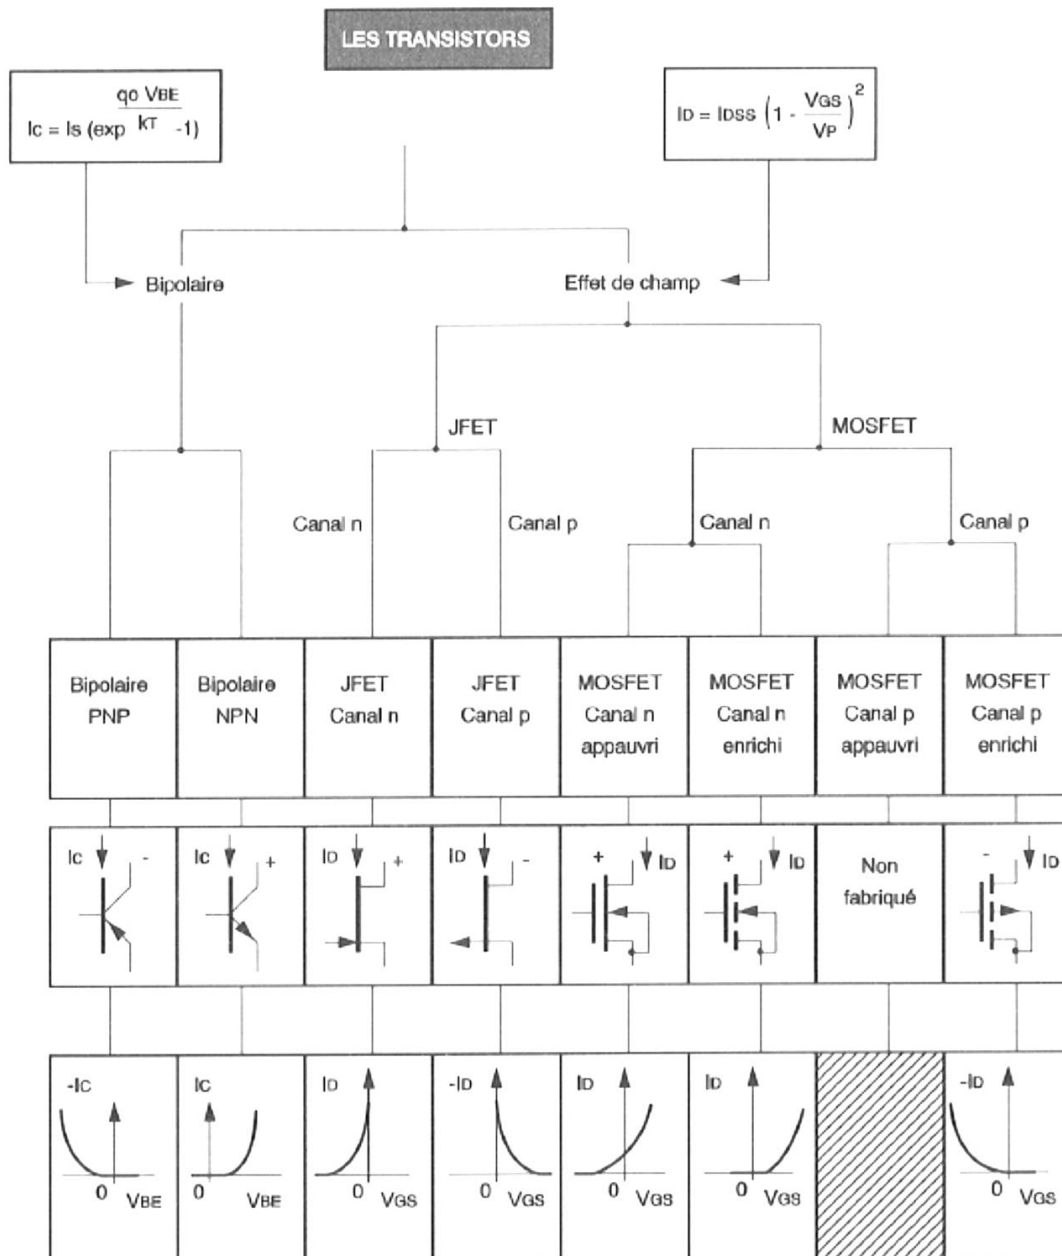 LES TRANSISTORS
Ic = Is (exp qo VBE / kT -1)
ID = IDSS (1 - VGS / VP)²
Bipolaire
Effet de champ
JFET
MOSFET
Canal n
Canal p
Canal n
Canal p
Bipolaire
PNP
Bipolaire
NPN
JFET
Canal n
JFET
Canal p
MOSFET
Canal n
appauvri
MOSFET
Canal n
enrichi
MOSFET
Canal p
appauvri
MOSFET
Canal p
enrichi
Ic -
Ic +
ID +
ID -
+ ID
+ ID
Non
fabriqué
- ID
-Ic
0 VBE
Ic
0 VBE
ID
0 VGS
-ID
0 VGS
ID
0 VGS
ID
0 VGS
-ID
0 VGS